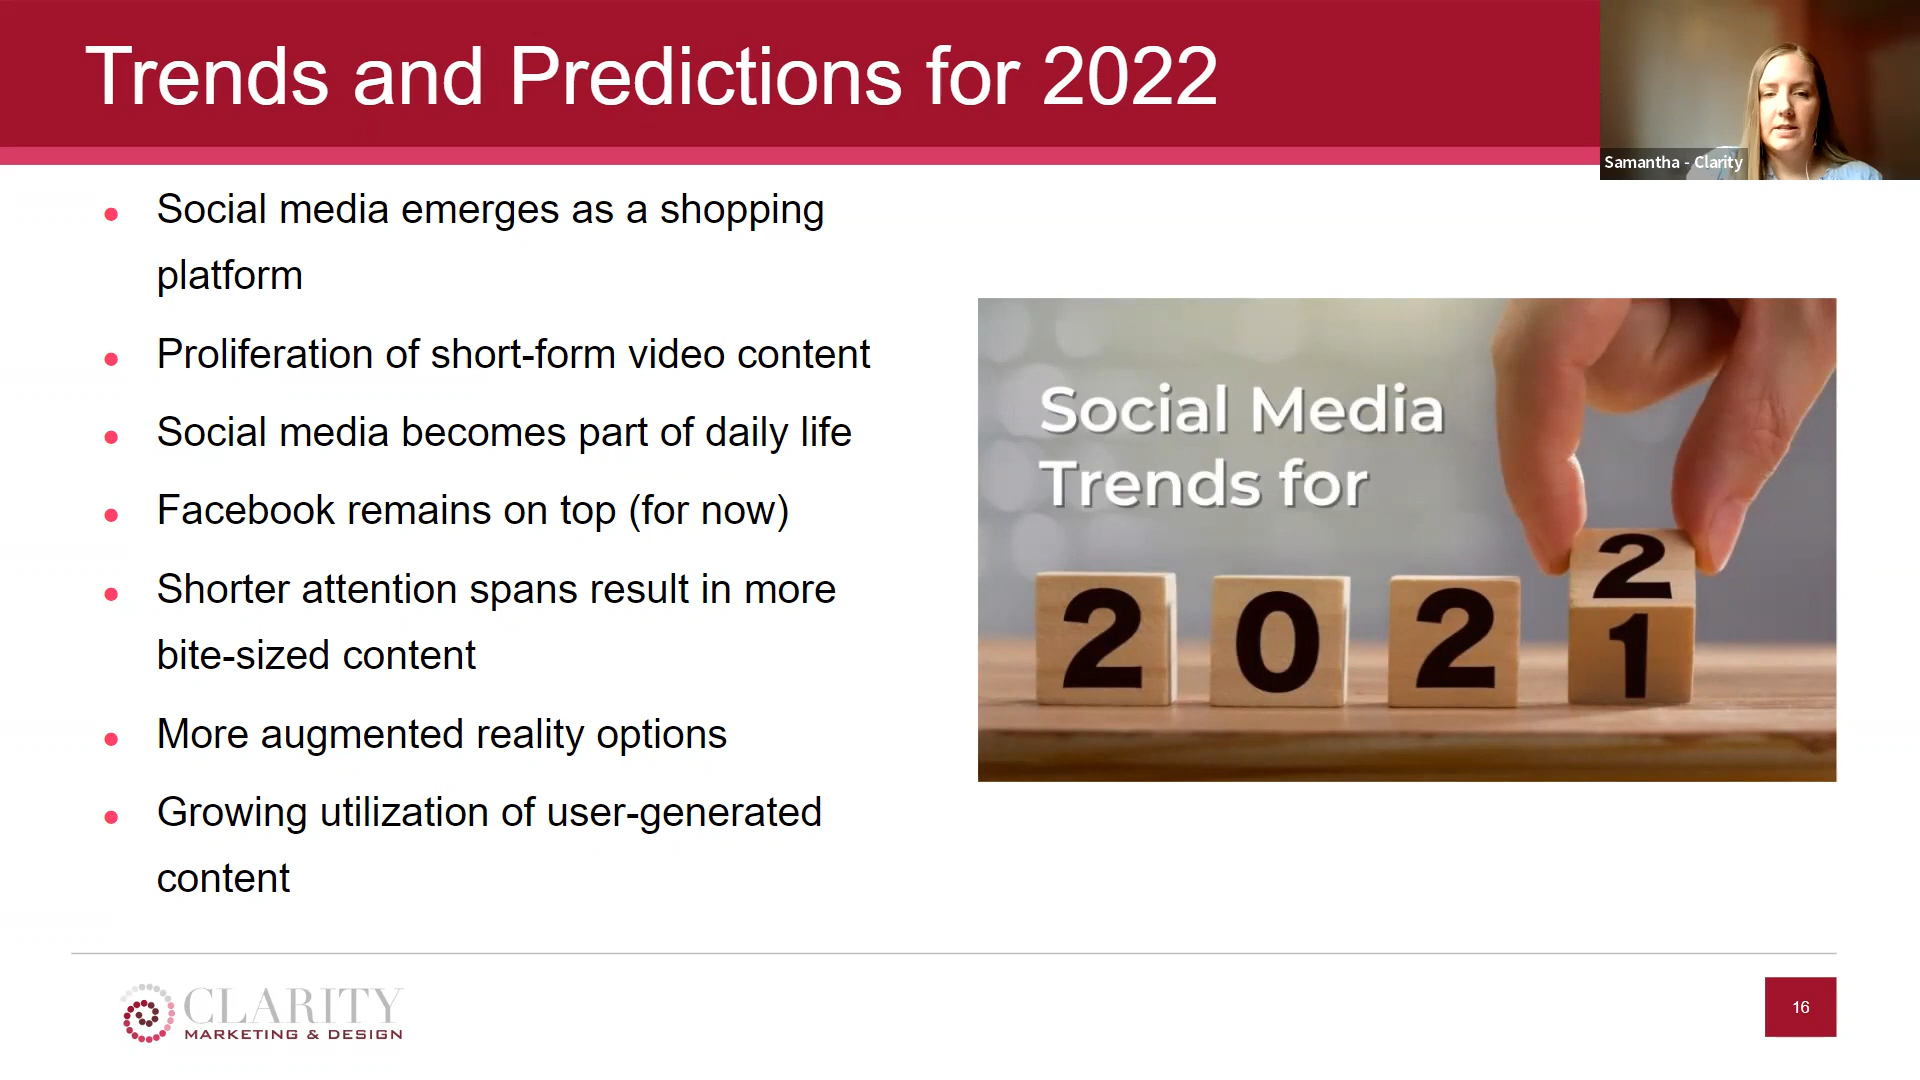 Trends and Predictions for 2022
Samantha - Clarity
Social media emerges as a shopping
platform
Proliferation of short-form video content
Social media becomes part of daily life
Facebook remains on top (for now)
Shorter attention spans result in more
bite-sized content
More augmented reality options
Growing utilization of user-generated
content
Social Media
Trends for
2 0 2 2
1
CLARITY
MARKETING & DESIGN
16